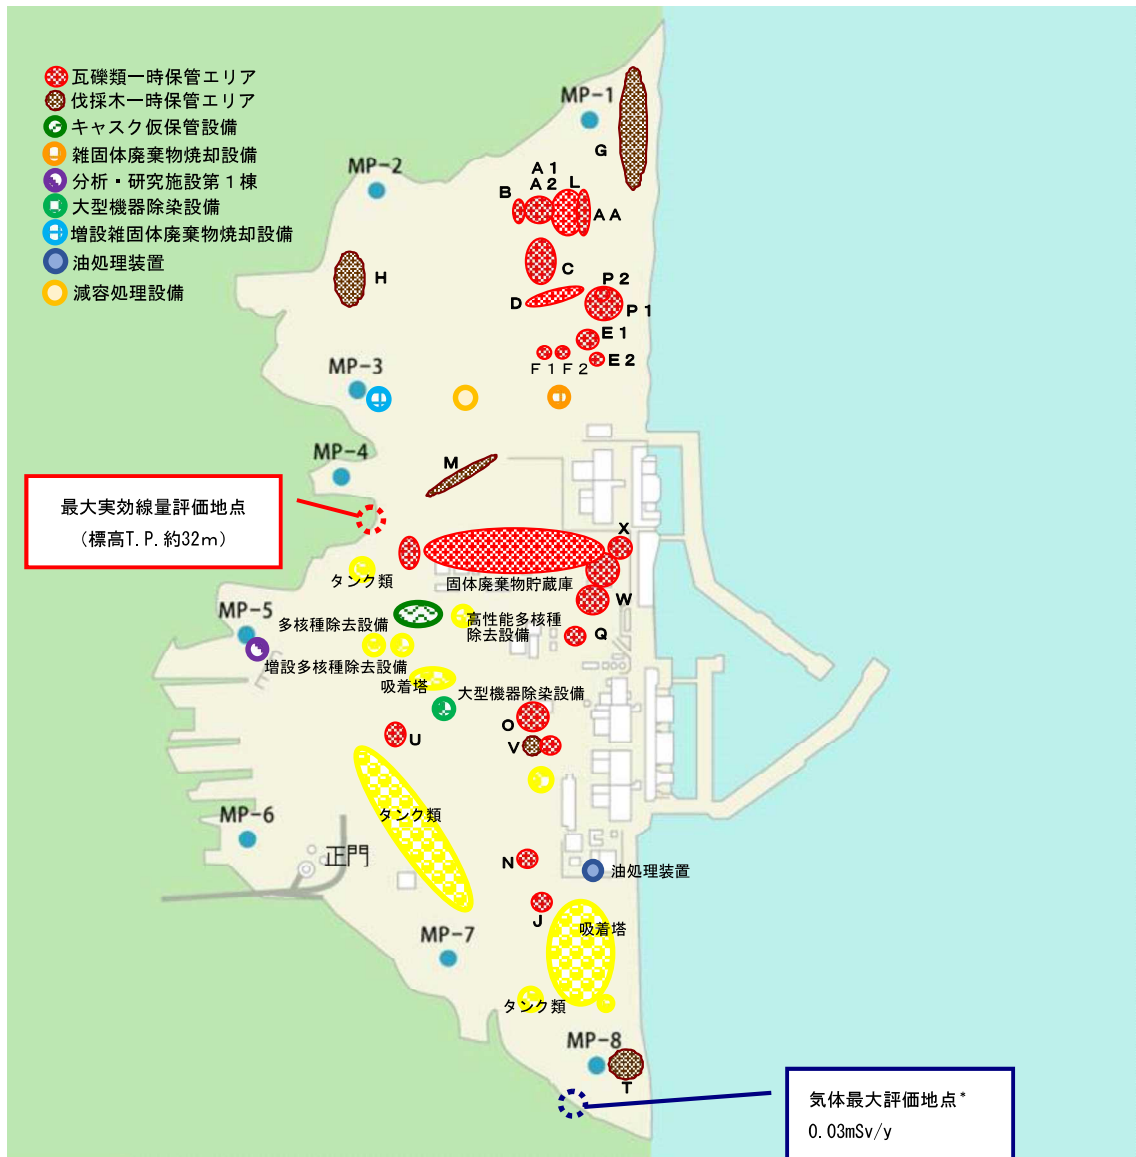 瓦礫類一時保管エリア
伐採木一時保管エリア
キャスク仮保管設備
雑固体廃棄物焼却設備
分析・研究施設第1棟
大型機器除染設備
増設雑固体廃棄物焼却設備
油処理装置
減容処理設備
MP-1
G
MP-2
A1
A2
L
B
AA
H
C
P2
D
P1
E1
F1
F2
E2
MP-3
MP-4
M
最大実効線量評価地点
(標高T.P.約32m)
X
タンク類
固体廃棄物貯蔵庫
W
MP-5
多核種除去設備
高性能多核種
除去設備
Q
増設多核種除去設備
吸着塔
大型機器除染設備
O
U
V
タンク類
MP-6
正門
N
油処理装置
J
吸着塔
MP-7
タンク類
MP-8
T
気体最大評価地点*
0.03mSv/y